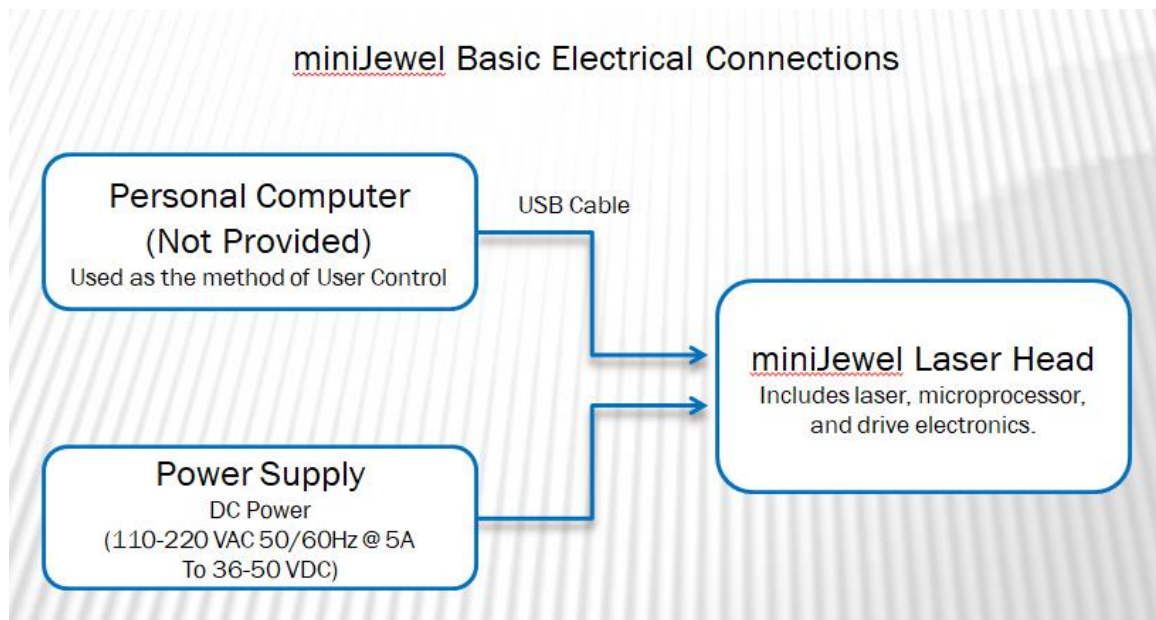 miniJewel Basic Electrical Connections
Personal Computer
(Not Provided)
Used as the method of User Control
USB Cable
miniJewel Laser Head
Includes laser, microprocessor,
and drive electronics.
Power Supply
DC Power
(110-220 VAC 50/60Hz @ 5A
To 36-50 VDC)